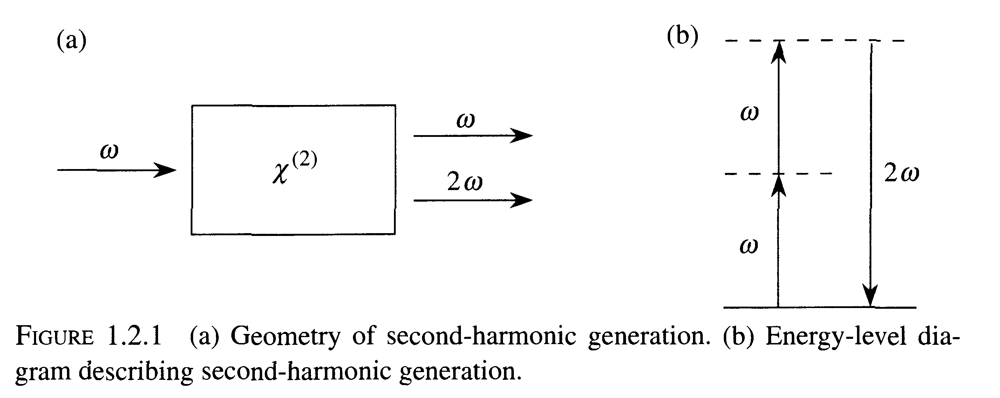 (a)
ω
χ(2)
ω
2ω
(b)
ω
ω
2ω
FIGURE 1.2.1 (a) Geometry of second-harmonic generation. (b) Energy-level dia-
gram describing second-harmonic generation.